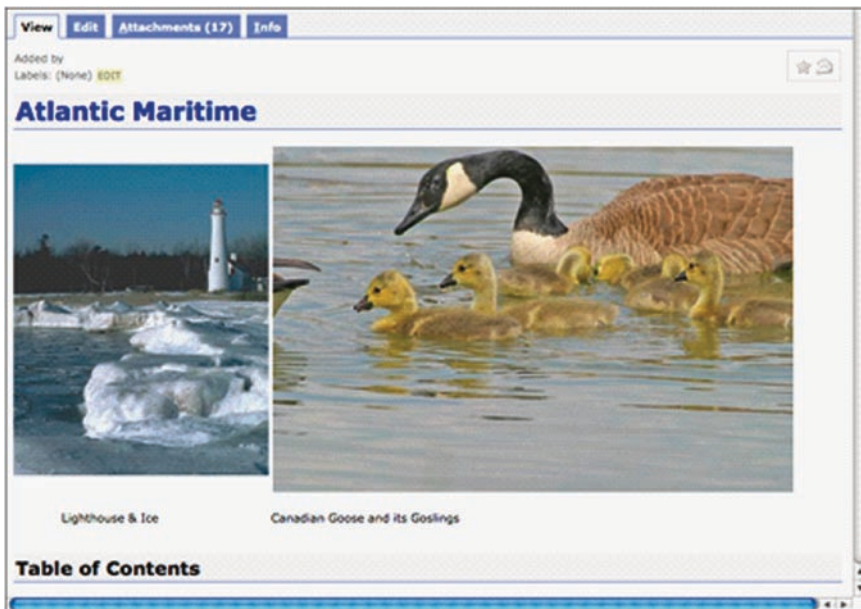 View Edit Attachments (17) Info
Added by
Labels: (None) EDIT
Atlantic Maritime
Lighthouse & Ice Canadian Goose and its Goslings
Table of Contents